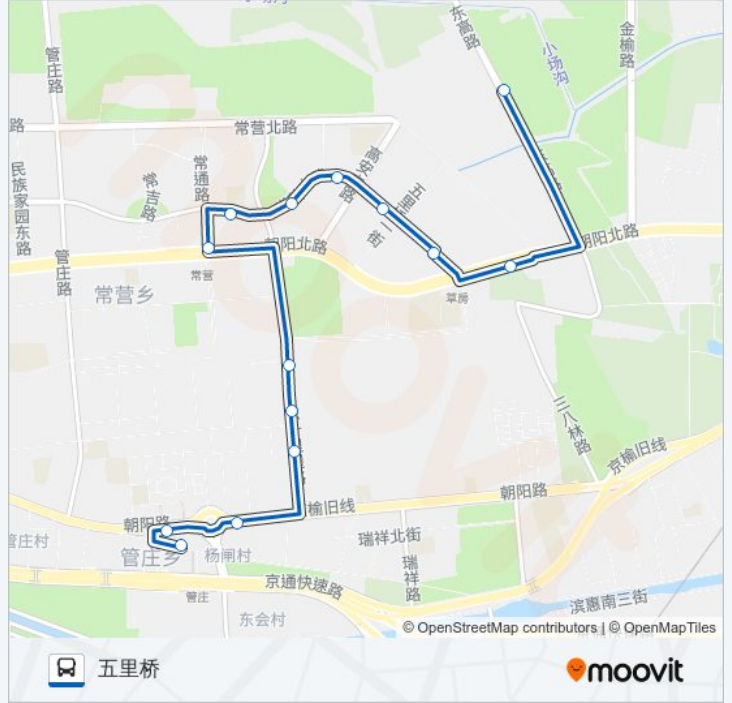 东高路
小场沟
金榆路
管庄路
路
常营北路
高安
路
五里
二街
常通路
常吉路
民族家园东路
朝阳北路
朝阳北路
管庄路
常营
常营乡
草房
三八林路
京榆旧线
朝阳路
榆旧线
朝阳路
管庄村
管庄乡
杨闸村
瑞祥北街
瑞祥路
京通快速路
管庄
东会村
滨惠南三街
© OpenStreetMap contributors | © OpenMapTiles
五里桥
moovit